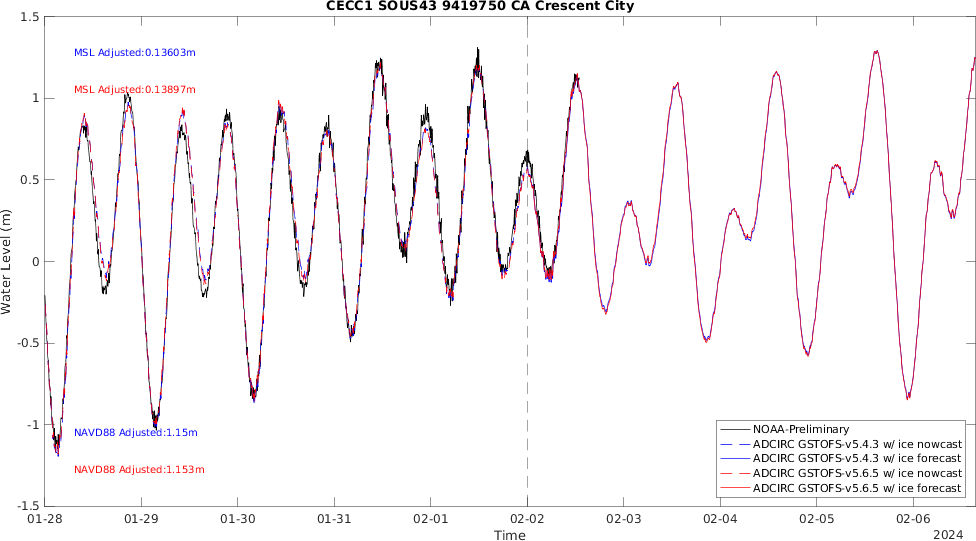 CECC1 SOUS43 9419750 CA Crescent City
1.5
1
0.5
0
-0.5
-1
-1.5
Water Level (m)
MSL Adjusted:0.13603m
MSL Adjusted:0.13897m
NAVD88 Adjusted:1.15m
NAVD88 Adjusted:1.153m
NOAA-Preliminary
ADCIRC GSTOFS-v5.4.3 w/ ice nowcast
ADCIRC GSTOFS-v5.4.3 w/ ice forecast
ADCIRC GSTOFS-v5.6.5 w/ ice nowcast
ADCIRC GSTOFS-v5.6.5 w/ ice forecast
01-28 01-29 01-30 01-31 02-01 02-02 02-03 02-04 02-05 02-06
Time
2024